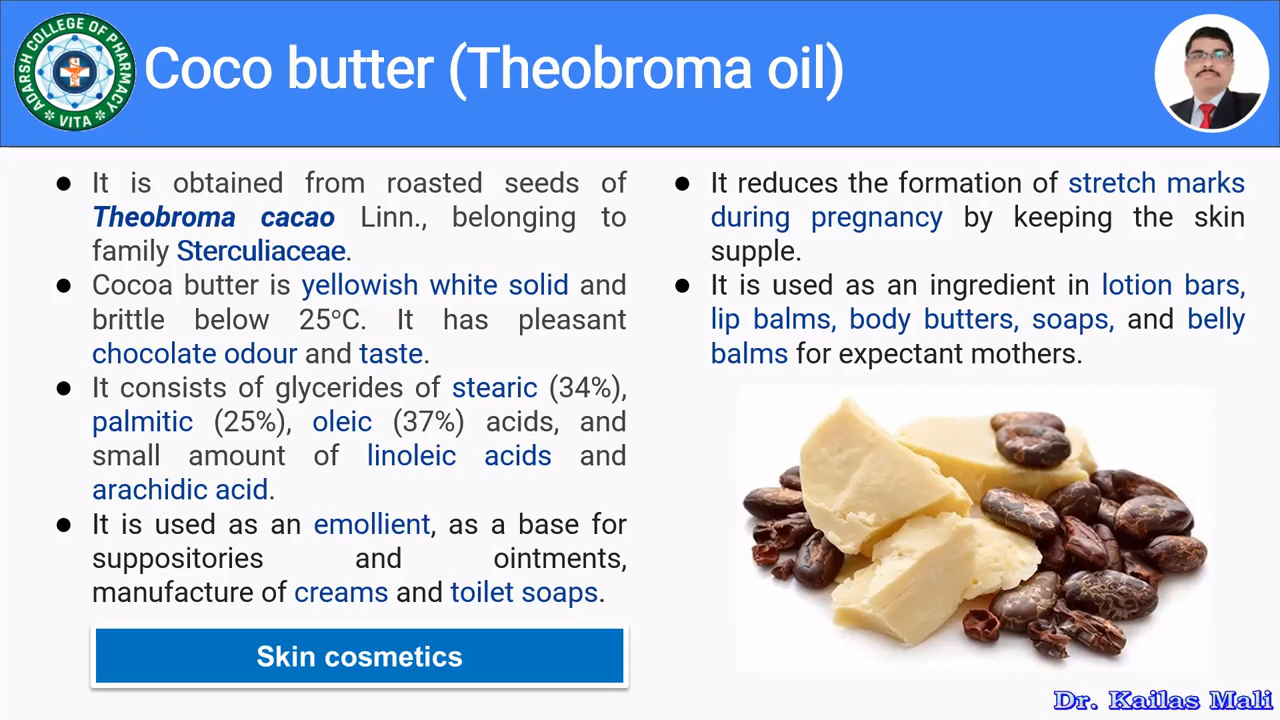 ADARSH COLLEGE OF PHARMACY
VITA
Coco butter (Theobroma oil)
● It is obtained from roasted seeds of
Theobroma cacao Linn., belonging to
family Sterculiaceae.
● Cocoa butter is yellowish white solid and
brittle below 25°C. It has pleasant
chocolate odour and taste.
● It consists of glycerides of stearic (34%),
palmitic (25%), oleic (37%) acids, and
small amount of linoleic acids and
arachidic acid.
● It is used as an emollient, as a base for
suppositories and ointments,
manufacture of creams and toilet soaps.
Skin cosmetics
● It reduces the formation of stretch marks
during pregnancy by keeping the skin
supple.
● It is used as an ingredient in lotion bars,
lip balms, body butters, soaps, and belly
balms for expectant mothers.
Dr. Kailas Mali